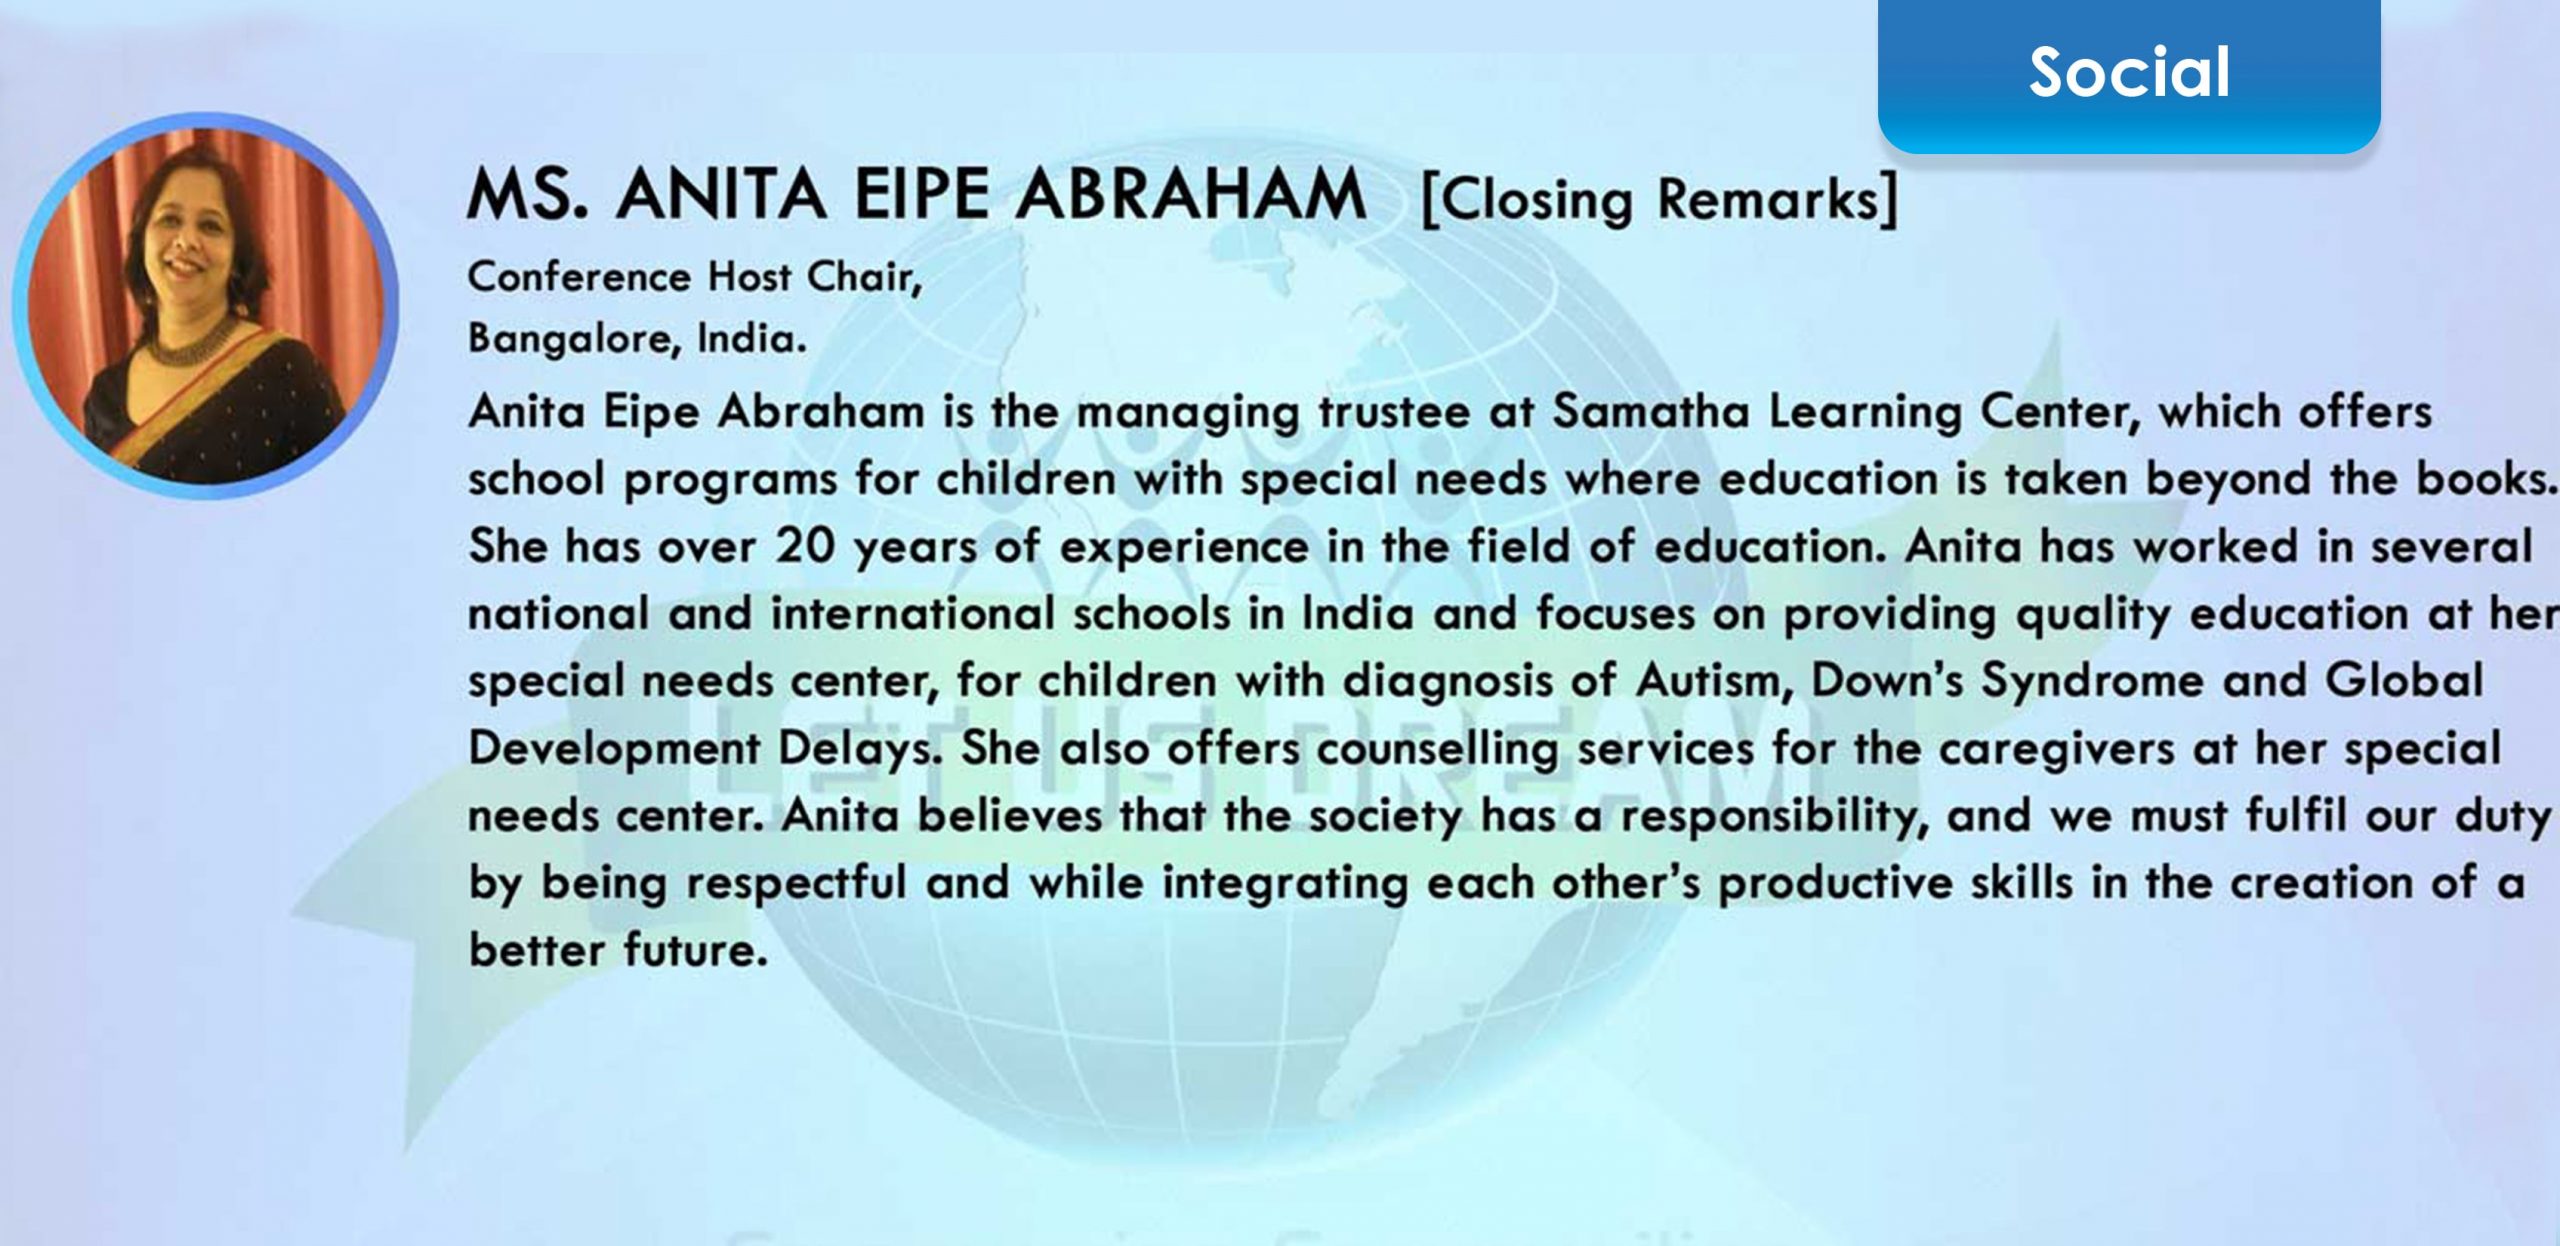 Social
MS. ANITA EIPE ABRAHAM [Closing Remarks]
Conference Host Chair,
Bangalore, India.
Anita Eipe Abraham is the managing trustee at Samatha Learning Center, which offers
school programs for children with special needs where education is taken beyond the books.
She has over 20 years of experience in the field of education. Anita has worked in several
national and international schools in India and focuses on providing quality education at her
special needs center, for children with diagnosis of Autism, Down's Syndrome and Global
Development Delays. She also offers counselling services for the caregivers at her special
needs center. Anita believes that the society has a responsibility, and we must fulfil our duty
by being respectful and while integrating each other's productive skills in the creation of a
better future.
LET US DREAM